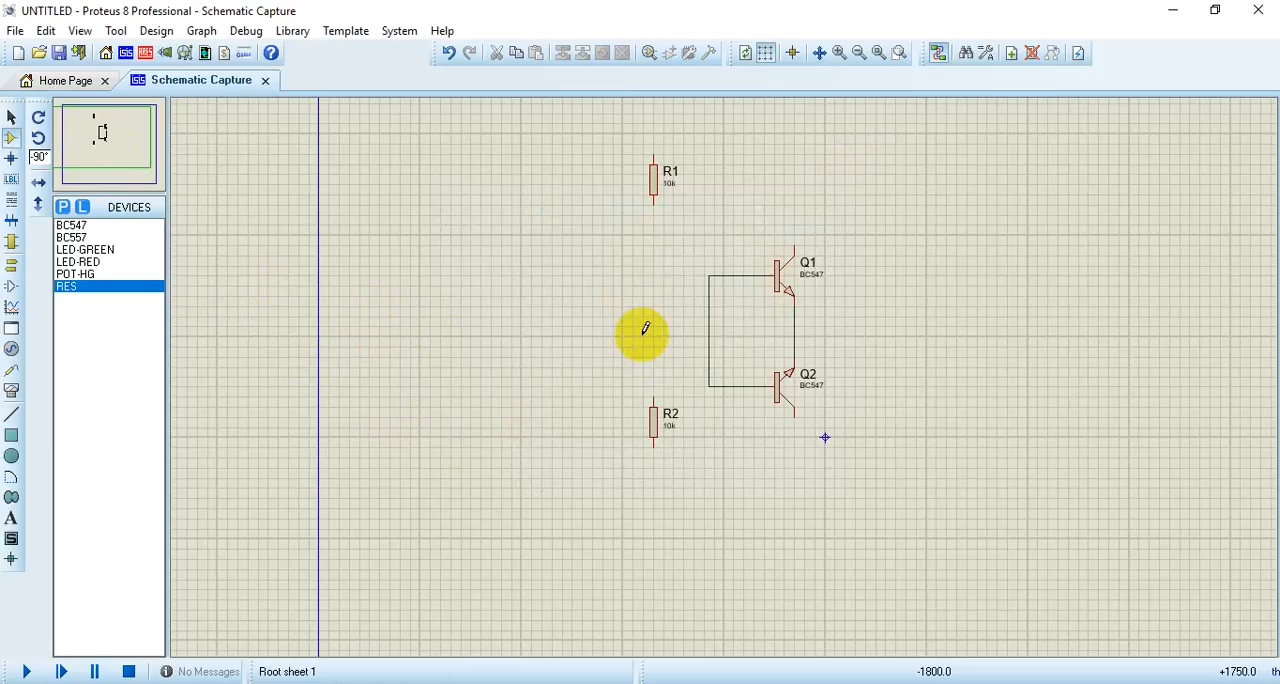 UNTITLED - Proteus 8 Professional - Schematic Capture
File Edit View Tool Design Graph Debug Library Template System Help
Home Page Schematic Capture
-90°
P L DEVICES
LBL
BC547
BC557
LED-GREEN
LED-RED
POT-HG
RES
A
S
R1
10k
Q1
BC547
Q2
BC547
R2
10k
No Messages Root sheet 1 -1800.0 +1750.0 th